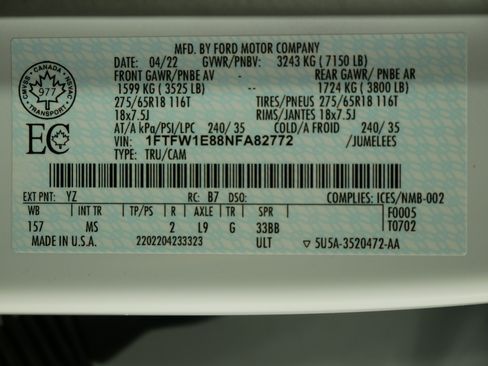 MFD. BY FORD MOTOR COMPANY
DATE: 04/22 GVWR/PNBV: 3243 KG ( 7150 LB)
FRONT GAWR/PNBE AV - REAR GAWR/ PNBE AR
1599 KG ( 3525 LB) -- 1724 KG ( 3800 LB)
275/65R18 116T TIRES/PNEUS 275/65R18 116T
18x7.5J RIMS/JANTES 18x7.5J
AT/A kPa/PSI/LPC 240/ 35 COLD/A FROID 240/ 35
VIN: 1FTFW1E88NFA82772 /JUMELEES
TYPE: TRU/CAM
CANADA
CMVSS
NSVAC
977
EC
EXT PNT: YZ RC: B7 DSO: COMPLIES: ICES/NMB-002
WB INT TR TP/PS R AXLE TR SPR F0005
157 MS 2 L9 G 33BB T0702
MADE IN U.S.A. 2202204233323 ULT 5U5A-3520472-AA